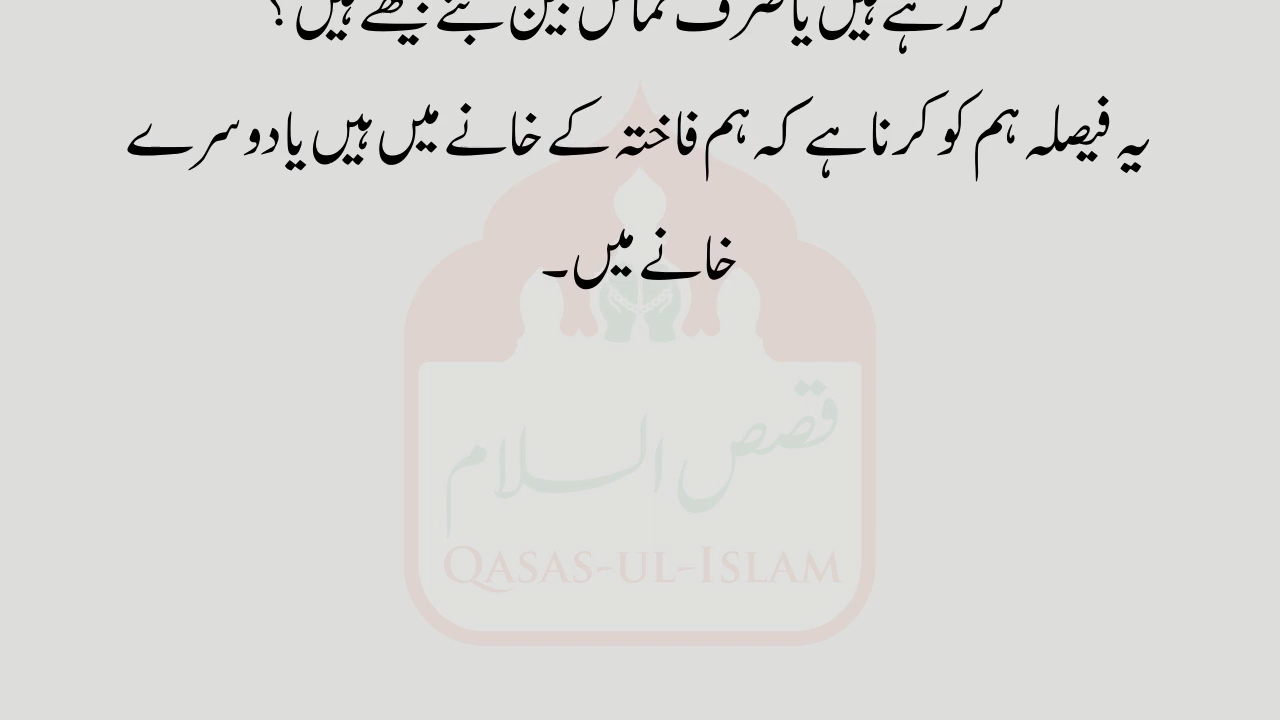 کر رہے ہیں یا صرف تماش بین بنے بیٹھے ہیں؟
یہ فیصلہ ہم کو کرنا ہے کہ ہم فاختہ کے خانے میں ہیں یا دوسرے
خانے میں۔
قصص السلام
QASAS-UL-ISLAM